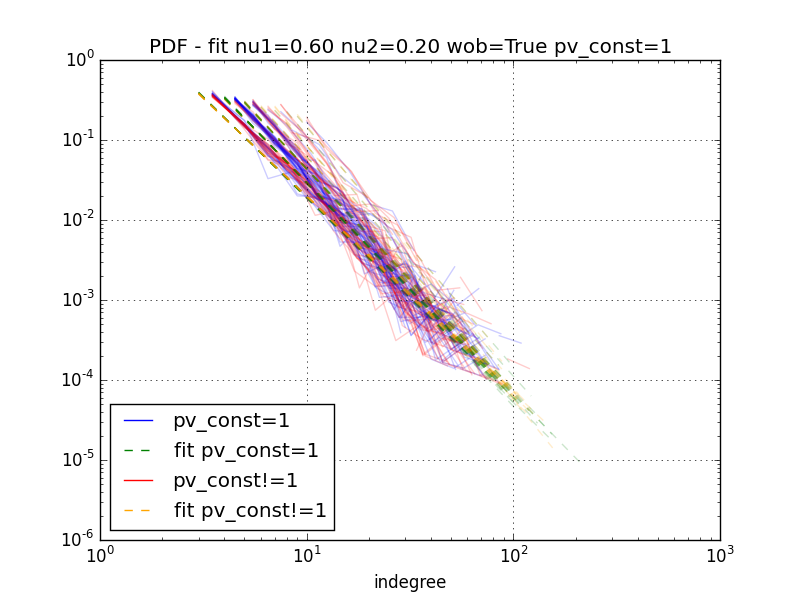 PDF - fit nu1=0.60 nu2=0.20 wob=True pv_const=1
10^0
10^-1
10^-2
10^-3
10^-4
10^-5
10^-6
pv_const=1
fit pv_const=1
pv_const!=1
fit pv_const!=1
10^0 10^1 10^2 10^3
indegree